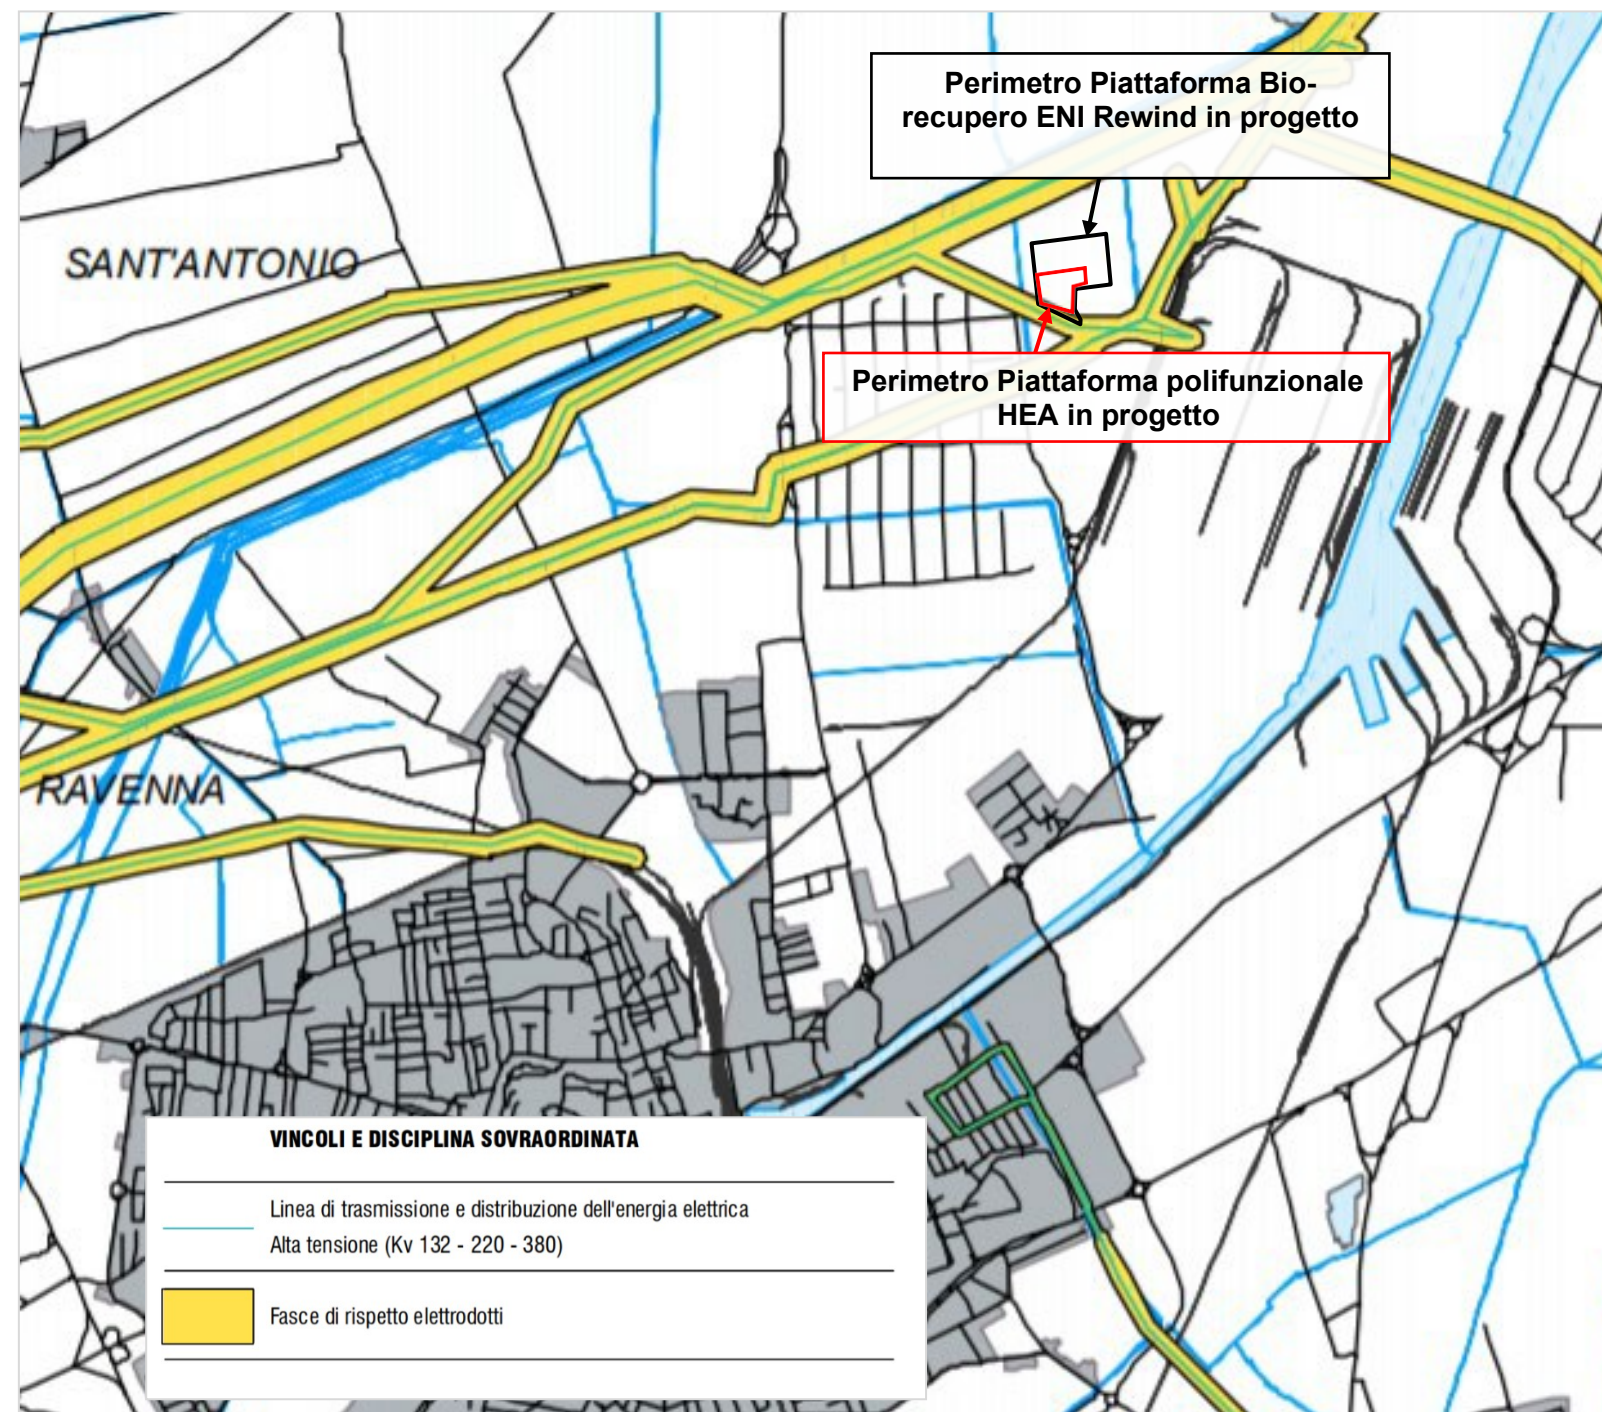 Perimetro Piattaforma Bio-
recupero ENI Rewind in progetto
SANT'ANTONIO
Perimetro Piattaforma polifunzionale
HEA in progetto
RAVENNA
VINCOLI E DISCIPLINA SOVRAORDINATA
Linea di trasmissione e distribuzione dell'energia elettrica
Alta tensione (Kv 132 - 220 - 380)
Fasce di rispetto elettrodotti